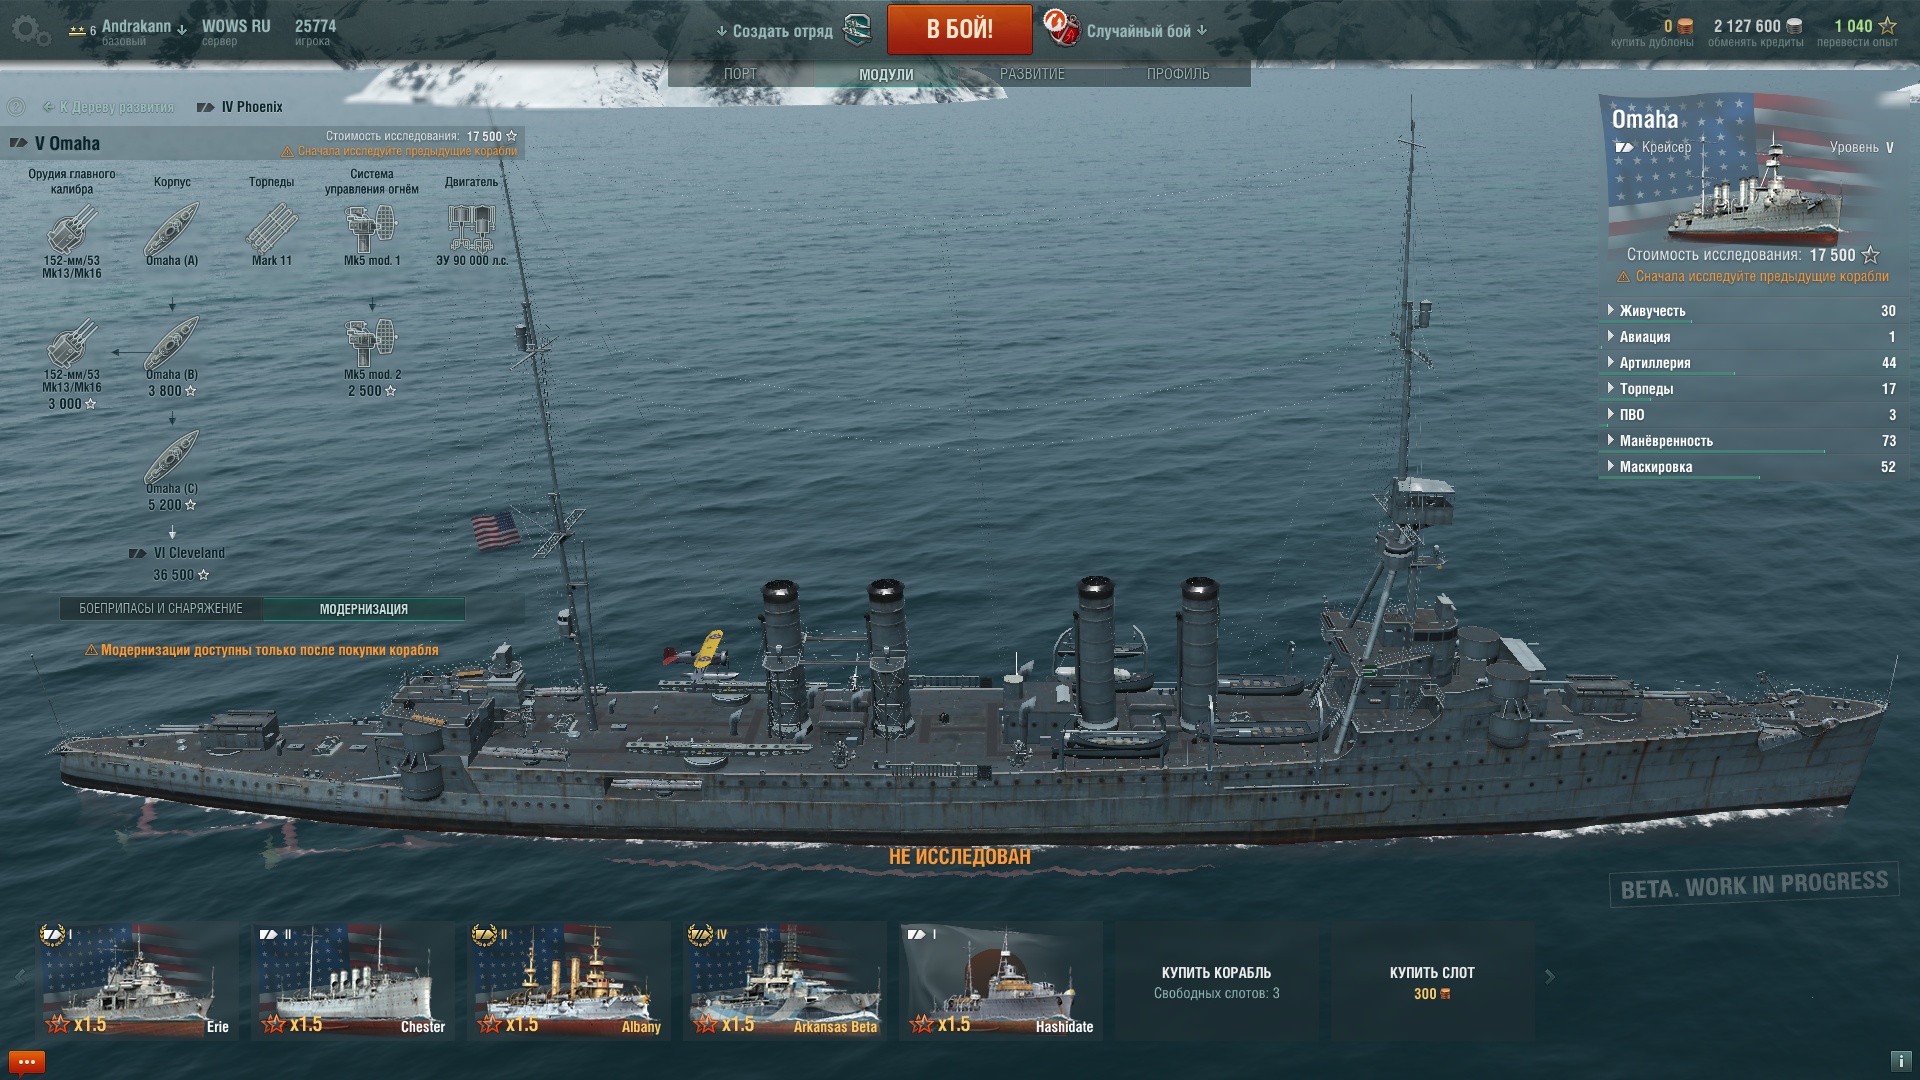 6 Andrakann
базовый
WOWS RU
сервер
25774
игрока
Создать отряд
В БОЙ!
Случайный бой
0
купить дублоны
2 127 600
обменять кредиты
1 040
перевести опыт
ПОРТ
МОДУЛИ
РАЗВИТИЕ
ПРОФИЛЬ
К Дереву развития
IV Phoenix
V Omaha
Стоимость исследования: 17 500
Сначала исследуйте предыдущие корабли
Орудия главного
калибра
Корпус
Торпеды
Система
управления огнём
Двигатель
152-мм/53
Mk13/Mk16
Omaha (A)
Mark 11
Mk5 mod. 1
ЭУ 90 000 л.с.
152-мм/53
Mk13/Mk16
3 000
Omaha (B)
3 800
Mk5 mod. 2
2 500
Omaha (C)
5 200
VI Cleveland
36 500
БОЕПРИПАСЫ И СНАРЯЖЕНИЕ
МОДЕРНИЗАЦИЯ
Модернизации доступны только после покупки корабля
Omaha
Крейсер
Уровень V
Стоимость исследования: 17 500
Сначала исследуйте предыдущие корабли
Живучесть 30
Авиация 1
Артиллерия 44
Торпеды 17
ПВО 3
Манёвренность 73
Маскировка 52
НЕ ИССЛЕДОВАН
BETA. WORK IN PROGRESS
I
x1.5
Erie
II
x1.5
Chester
II
x1.5
Albany
IV
x1.5
Arkansas Beta
I
x1.5
Hashidate
КУПИТЬ КОРАБЛЬ
Свободных слотов: 3
КУПИТЬ СЛОТ
300